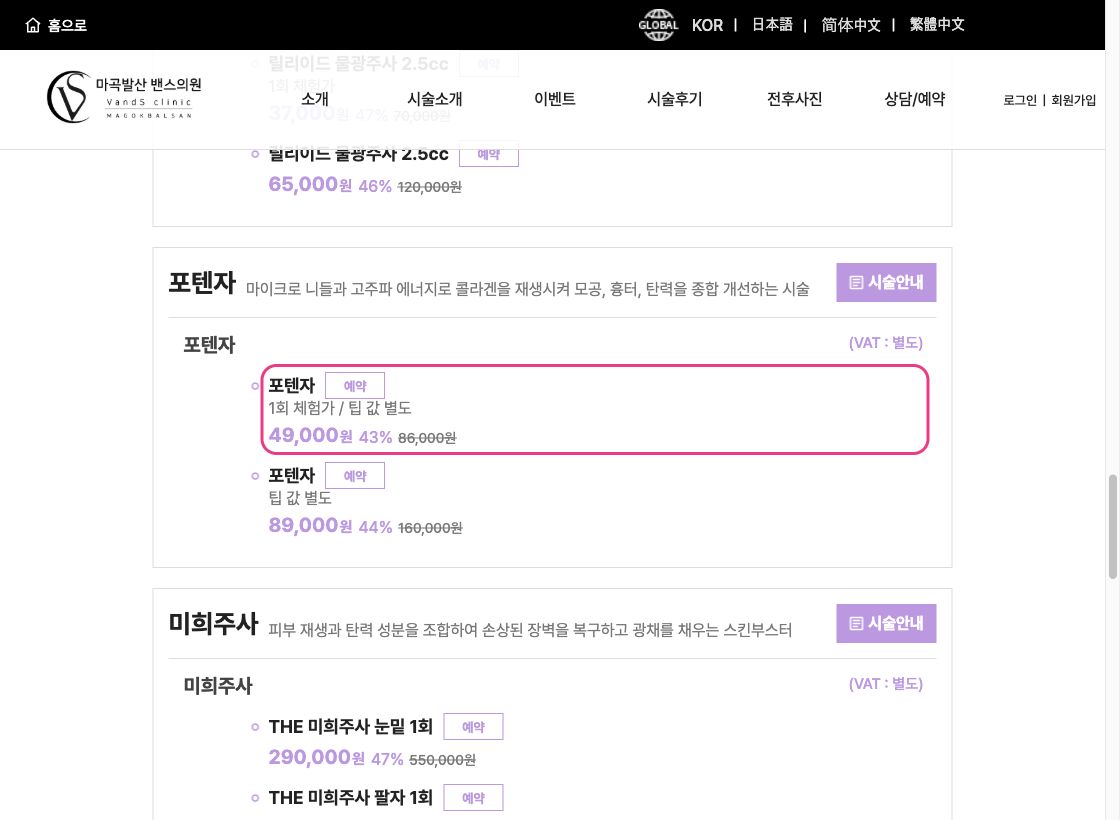 홈으로
GLOBAL
KOR | 日本語 | 简体中文 | 繁體中文
마곡발산 밴스의원
VandS clinic
MAGOKBALSAN
소개 시술소개 이벤트 시술후기 전후사진 상담/예약
로그인 | 회원가입
릴리이드 물광주사 2.5cc 예약
1회 체험가
37,000원 47% 70,000원
릴리이드 물광주사 2.5cc 예약
65,000원 46% 120,000원
포텐자 마이크로 니들과 고주파 에너지로 콜라겐을 재생시켜 모공, 흉터, 탄력을 종합 개선하는 시술 시술안내
포텐자 (VAT : 별도)
포텐자 예약
1회 체험가 / 팁 값 별도
49,000원 43% 86,000원
포텐자 예약
팁 값 별도
89,000원 44% 160,000원
미희주사 피부 재생과 탄력 성분을 조합하여 손상된 장벽을 복구하고 광채를 채우는 스킨부스터 시술안내
미희주사 (VAT : 별도)
THE 미희주사 눈밑 1회 예약
290,000원 47% 550,000원
THE 미희주사 팔자 1회 예약